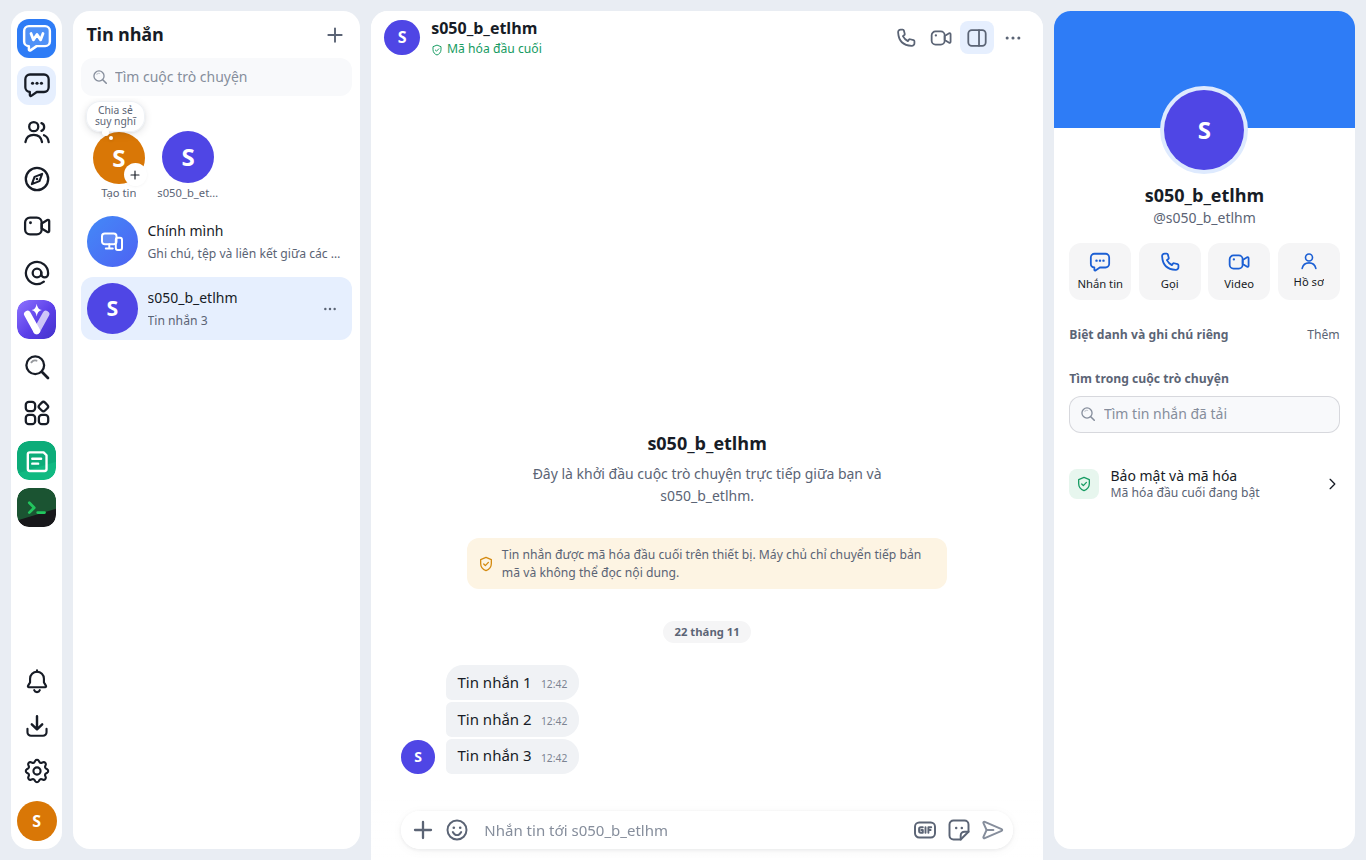 Tin nhắn
Tìm cuộc trò chuyện
Chia sẻ
suy nghĩ
S
S
Tạo tin
s050_b_et...
Chính mình
Ghi chú, tệp và liên kết giữa các ...
S
s050_b_etlhm
Tin nhắn 3
S
S
s050_b_etlhm
Mã hóa đầu cuối
s050_b_etlhm
Đây là khởi đầu cuộc trò chuyện trực tiếp giữa bạn và
s050_b_etlhm.
Tin nhắn được mã hóa đầu cuối trên thiết bị. Máy chủ chỉ chuyển tiếp bản
mã và không thể đọc nội dung.
22 tháng 11
Tin nhắn 1 12:42
Tin nhắn 2 12:42
S
Tin nhắn 3 12:42
Nhắn tin tới s050_b_etlhm
GIF
S
s050_b_etlhm
@s050_b_etlhm
Nhắn tin
Gọi
Video
Hồ sơ
Biệt danh và ghi chú riêng
Thêm
Tìm trong cuộc trò chuyện
Tìm tin nhắn đã tải
Bảo mật và mã hóa
Mã hóa đầu cuối đang bật